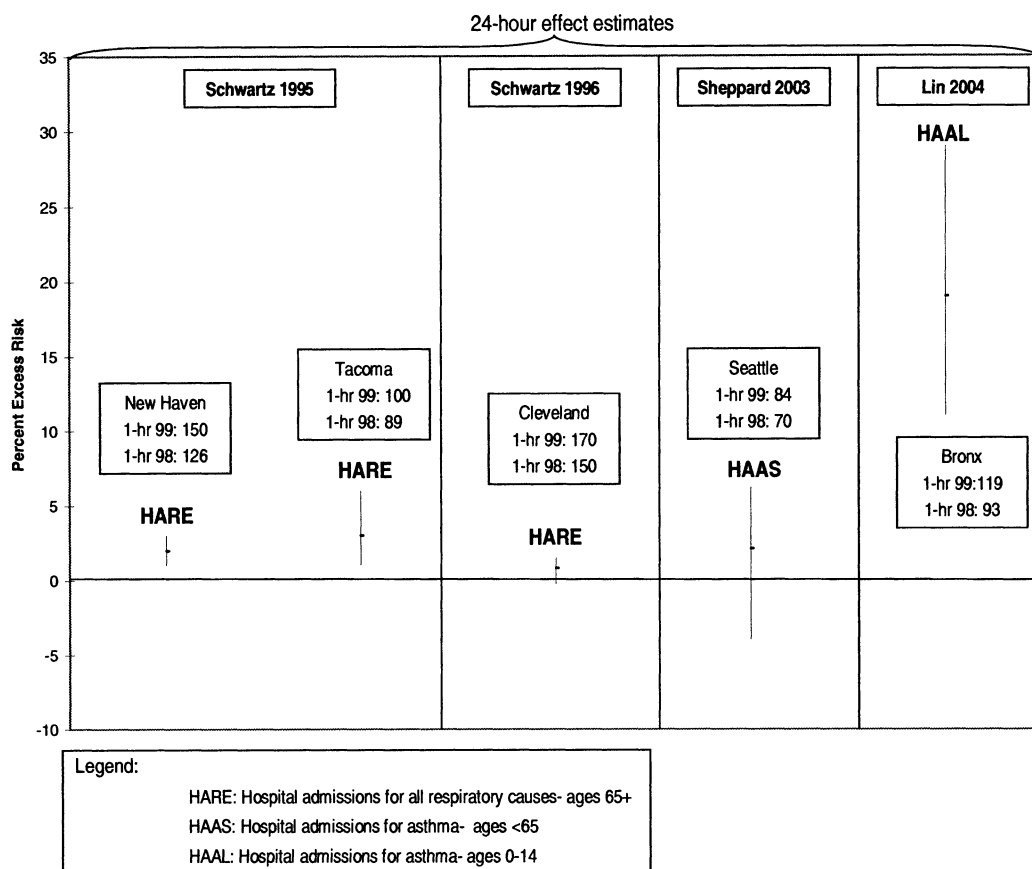 24-hour effect estimates
35
30
25
20
15
10
5
0
-5
-10
Percent Excess Risk
Schwartz 1995
Schwartz 1996
Sheppard 2003
Lin 2004
New Haven
1-hr 99: 150
1-hr 98: 126
HARE
Tacoma
1-hr 99: 100
1-hr 98: 89
HARE
Cleveland
1-hr 99: 170
1-hr 98: 150
HARE
Seattle
1-hr 99: 84
1-hr 98: 70
HAAS
HAAL
Bronx
1-hr 99:119
1-hr 98: 93
Legend:
HARE: Hospital admissions for all respiratory causes- ages 65+
HAAS: Hospital admissions for asthma- ages <65
HAAL: Hospital admissions for asthma- ages 0-14